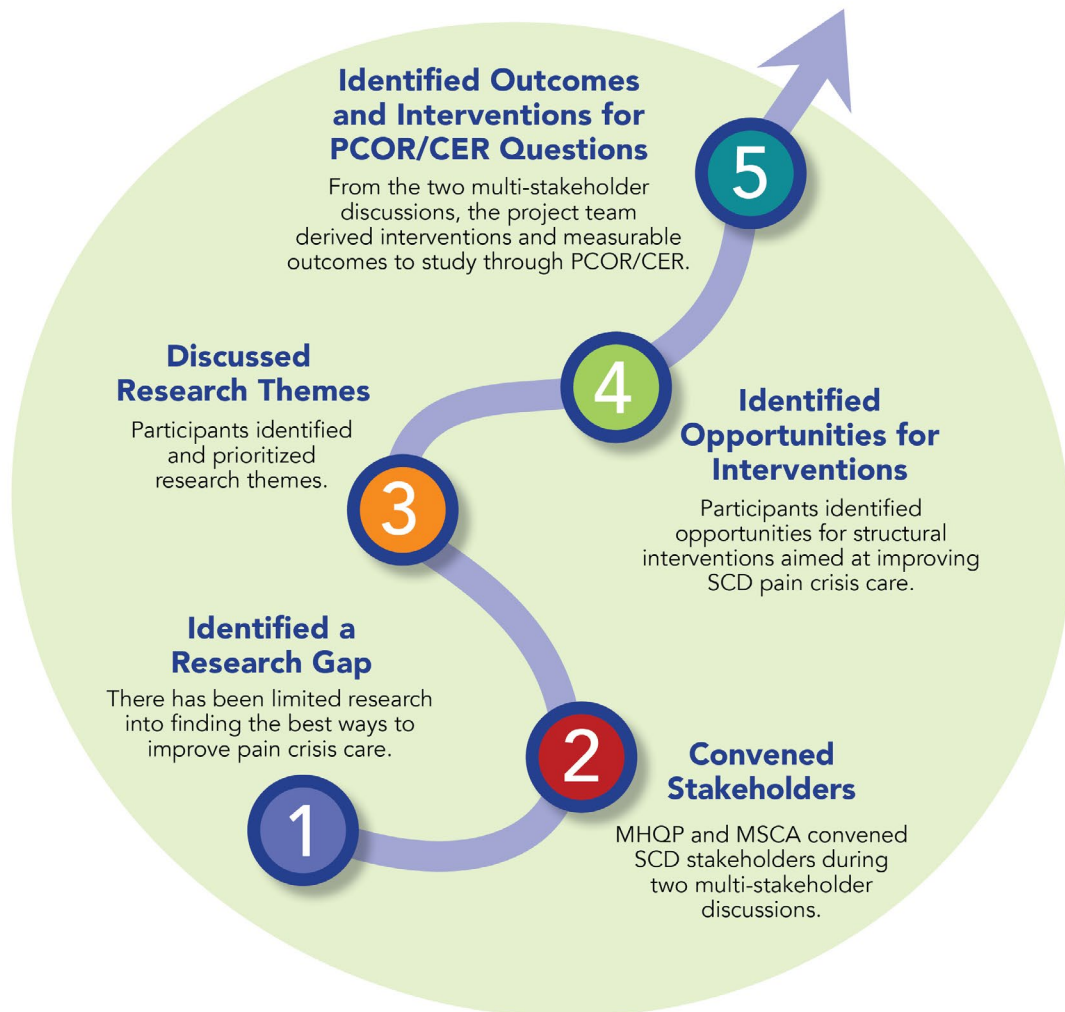 Identified Outcomes
and Interventions for
PCOR/CER Questions
From the two multi-stakeholder
discussions, the project team
derived interventions and measurable
outcomes to study through PCOR/CER.
5
Discussed
Research Themes
Participants identified
and prioritized
research themes.
3
4
Identified
Opportunities for
Interventions
Participants identified
opportunities for structural
interventions aimed at improving
SCD pain crisis care.
Identified a
Research Gap
There has been limited research
into finding the best ways to
improve pain crisis care.
1
2
Convened
Stakeholders
MHQP and MSCA convened
SCD stakeholders during
two multi-stakeholder
discussions.